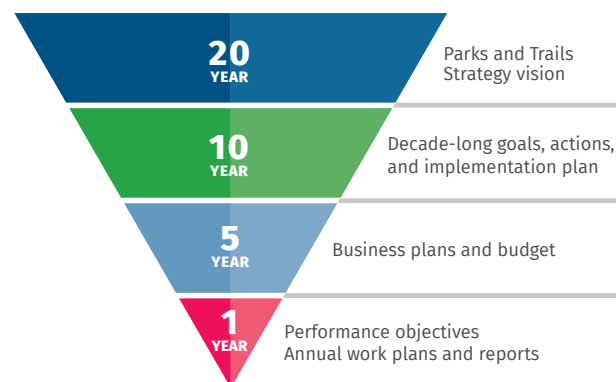 20
YEAR
Parks and Trails
Strategy vision
10
YEAR
Decade-long goals, actions,
and implementation plan
5
YEAR
Business plans and budget
1
YEAR
Performance objectives
Annual work plans and reports